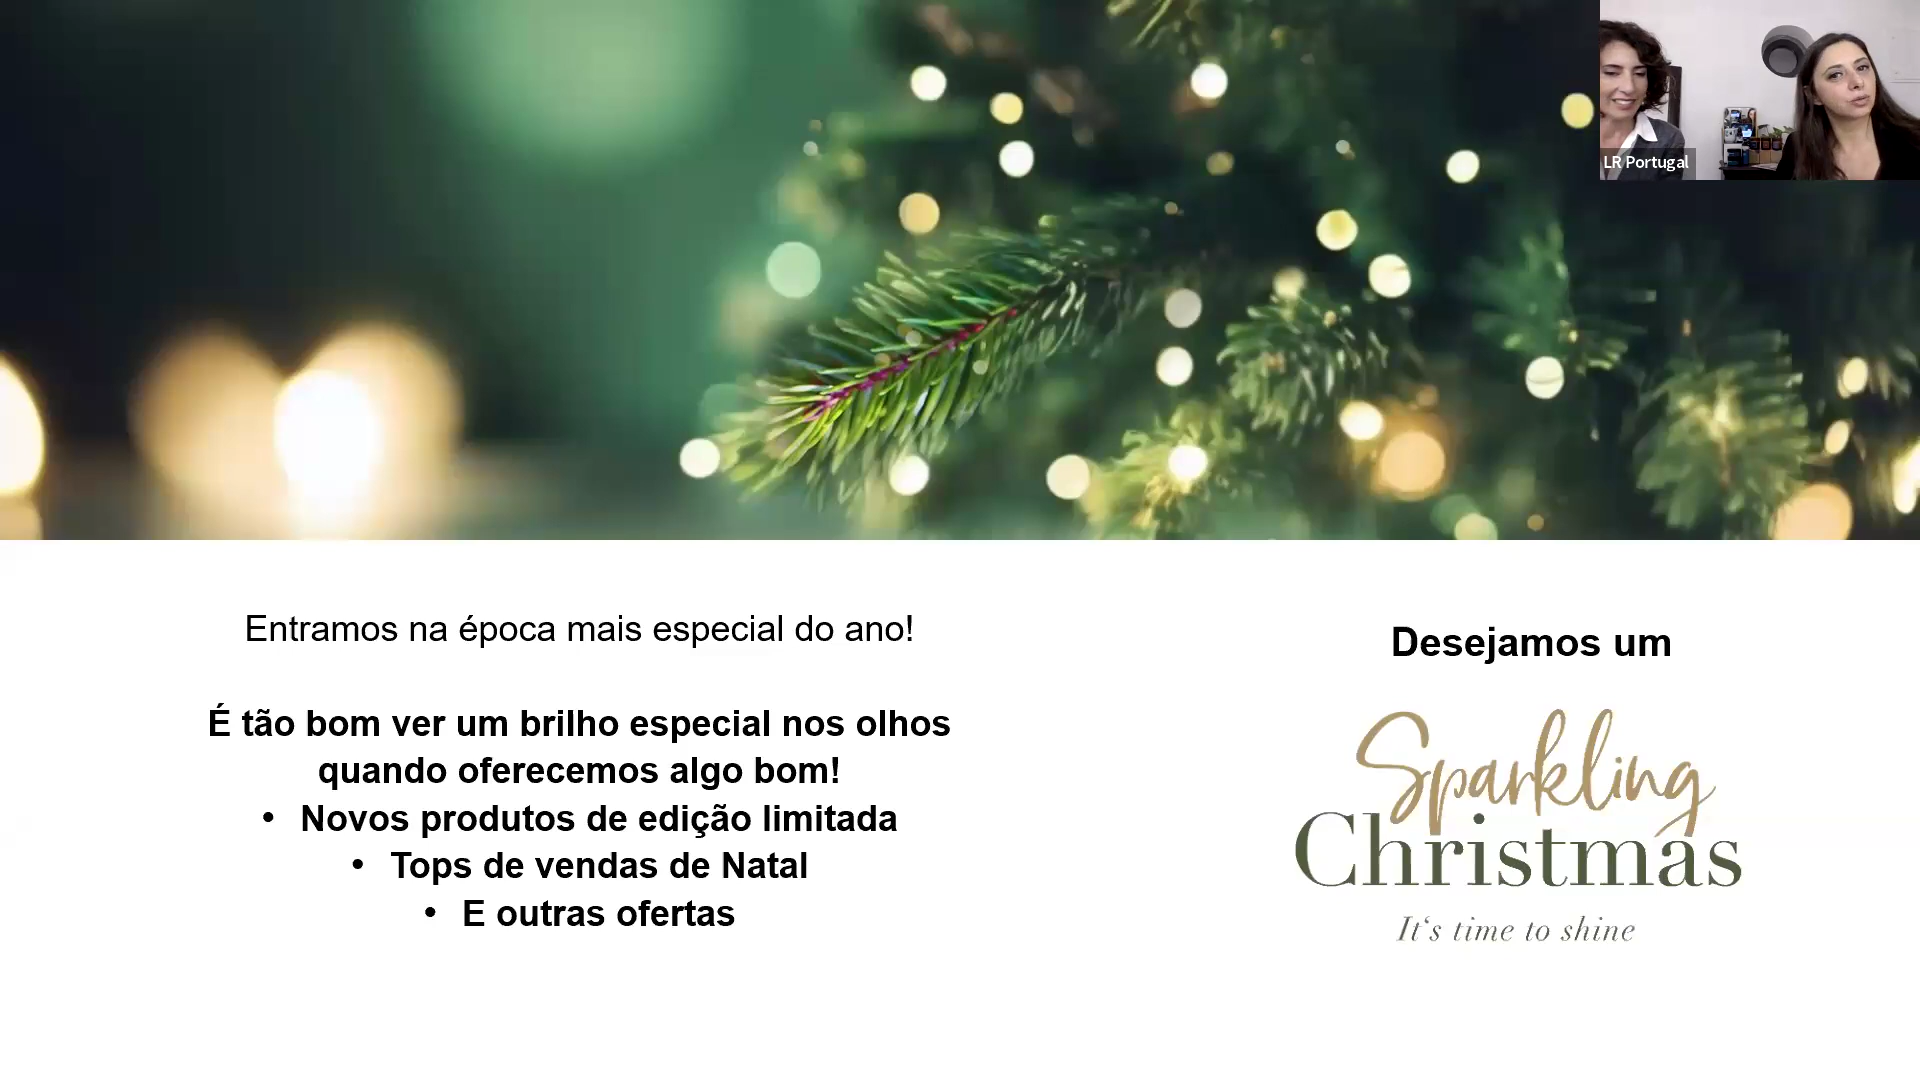 LR Portugal
Entramos na época mais especial do ano!
É tão bom ver um brilho especial nos olhos
quando oferecemos algo bom!
• Novos produtos de edição limitada
• Tops de vendas de Natal
• E outras ofertas
Desejamos um
Sparkling
Christmas
It‘s time to shine